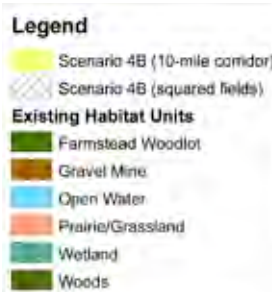 Legend
Scenario 4B (10-mile corridor)
Scenario 4B (squared fields)
Existing Habitat Units
Farmstead Woodlot
Gravel Mine
Open Water
Prairie/Grassland
Wetland
Woods